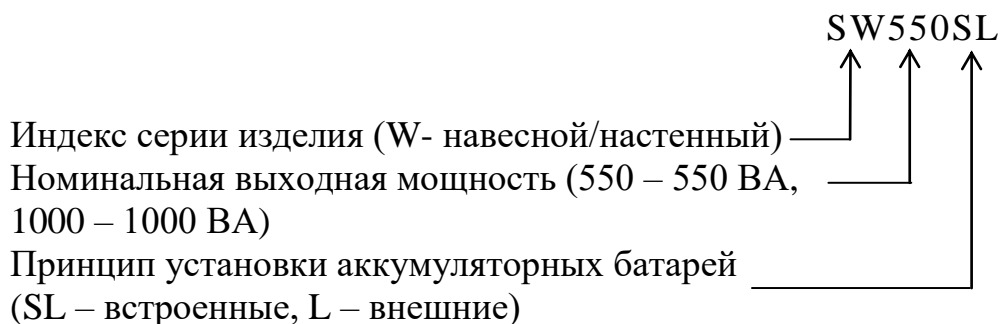 SW550SL
Индекс серии изделия (W- навесной/настенный)
Номинальная выходная мощность (550 – 550 ВА,
1000 – 1000 ВА)
Принцип установки аккумуляторных батарей
(SL – встроенные, L – внешние)